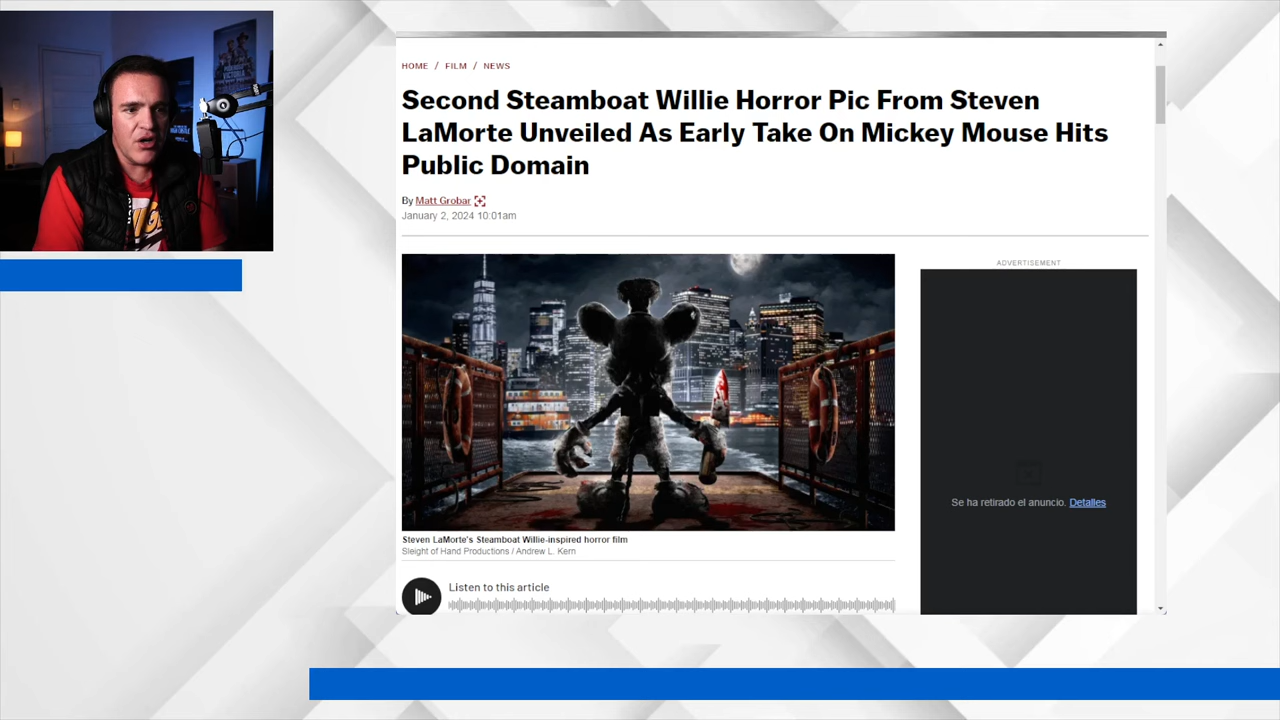 HOME / FILM / NEWS
Second Steamboat Willie Horror Pic From Steven
LaMorte Unveiled As Early Take On Mickey Mouse Hits
Public Domain
By Matt Grobar
January 2, 2024 10:01am
ADVERTISEMENT
Se ha retirado el anuncio. Detalles
Steven LaMorte's Steamboat Willie-inspired horror film
Sleight of Hand Productions / Andrew L. Kern
Listen to this article